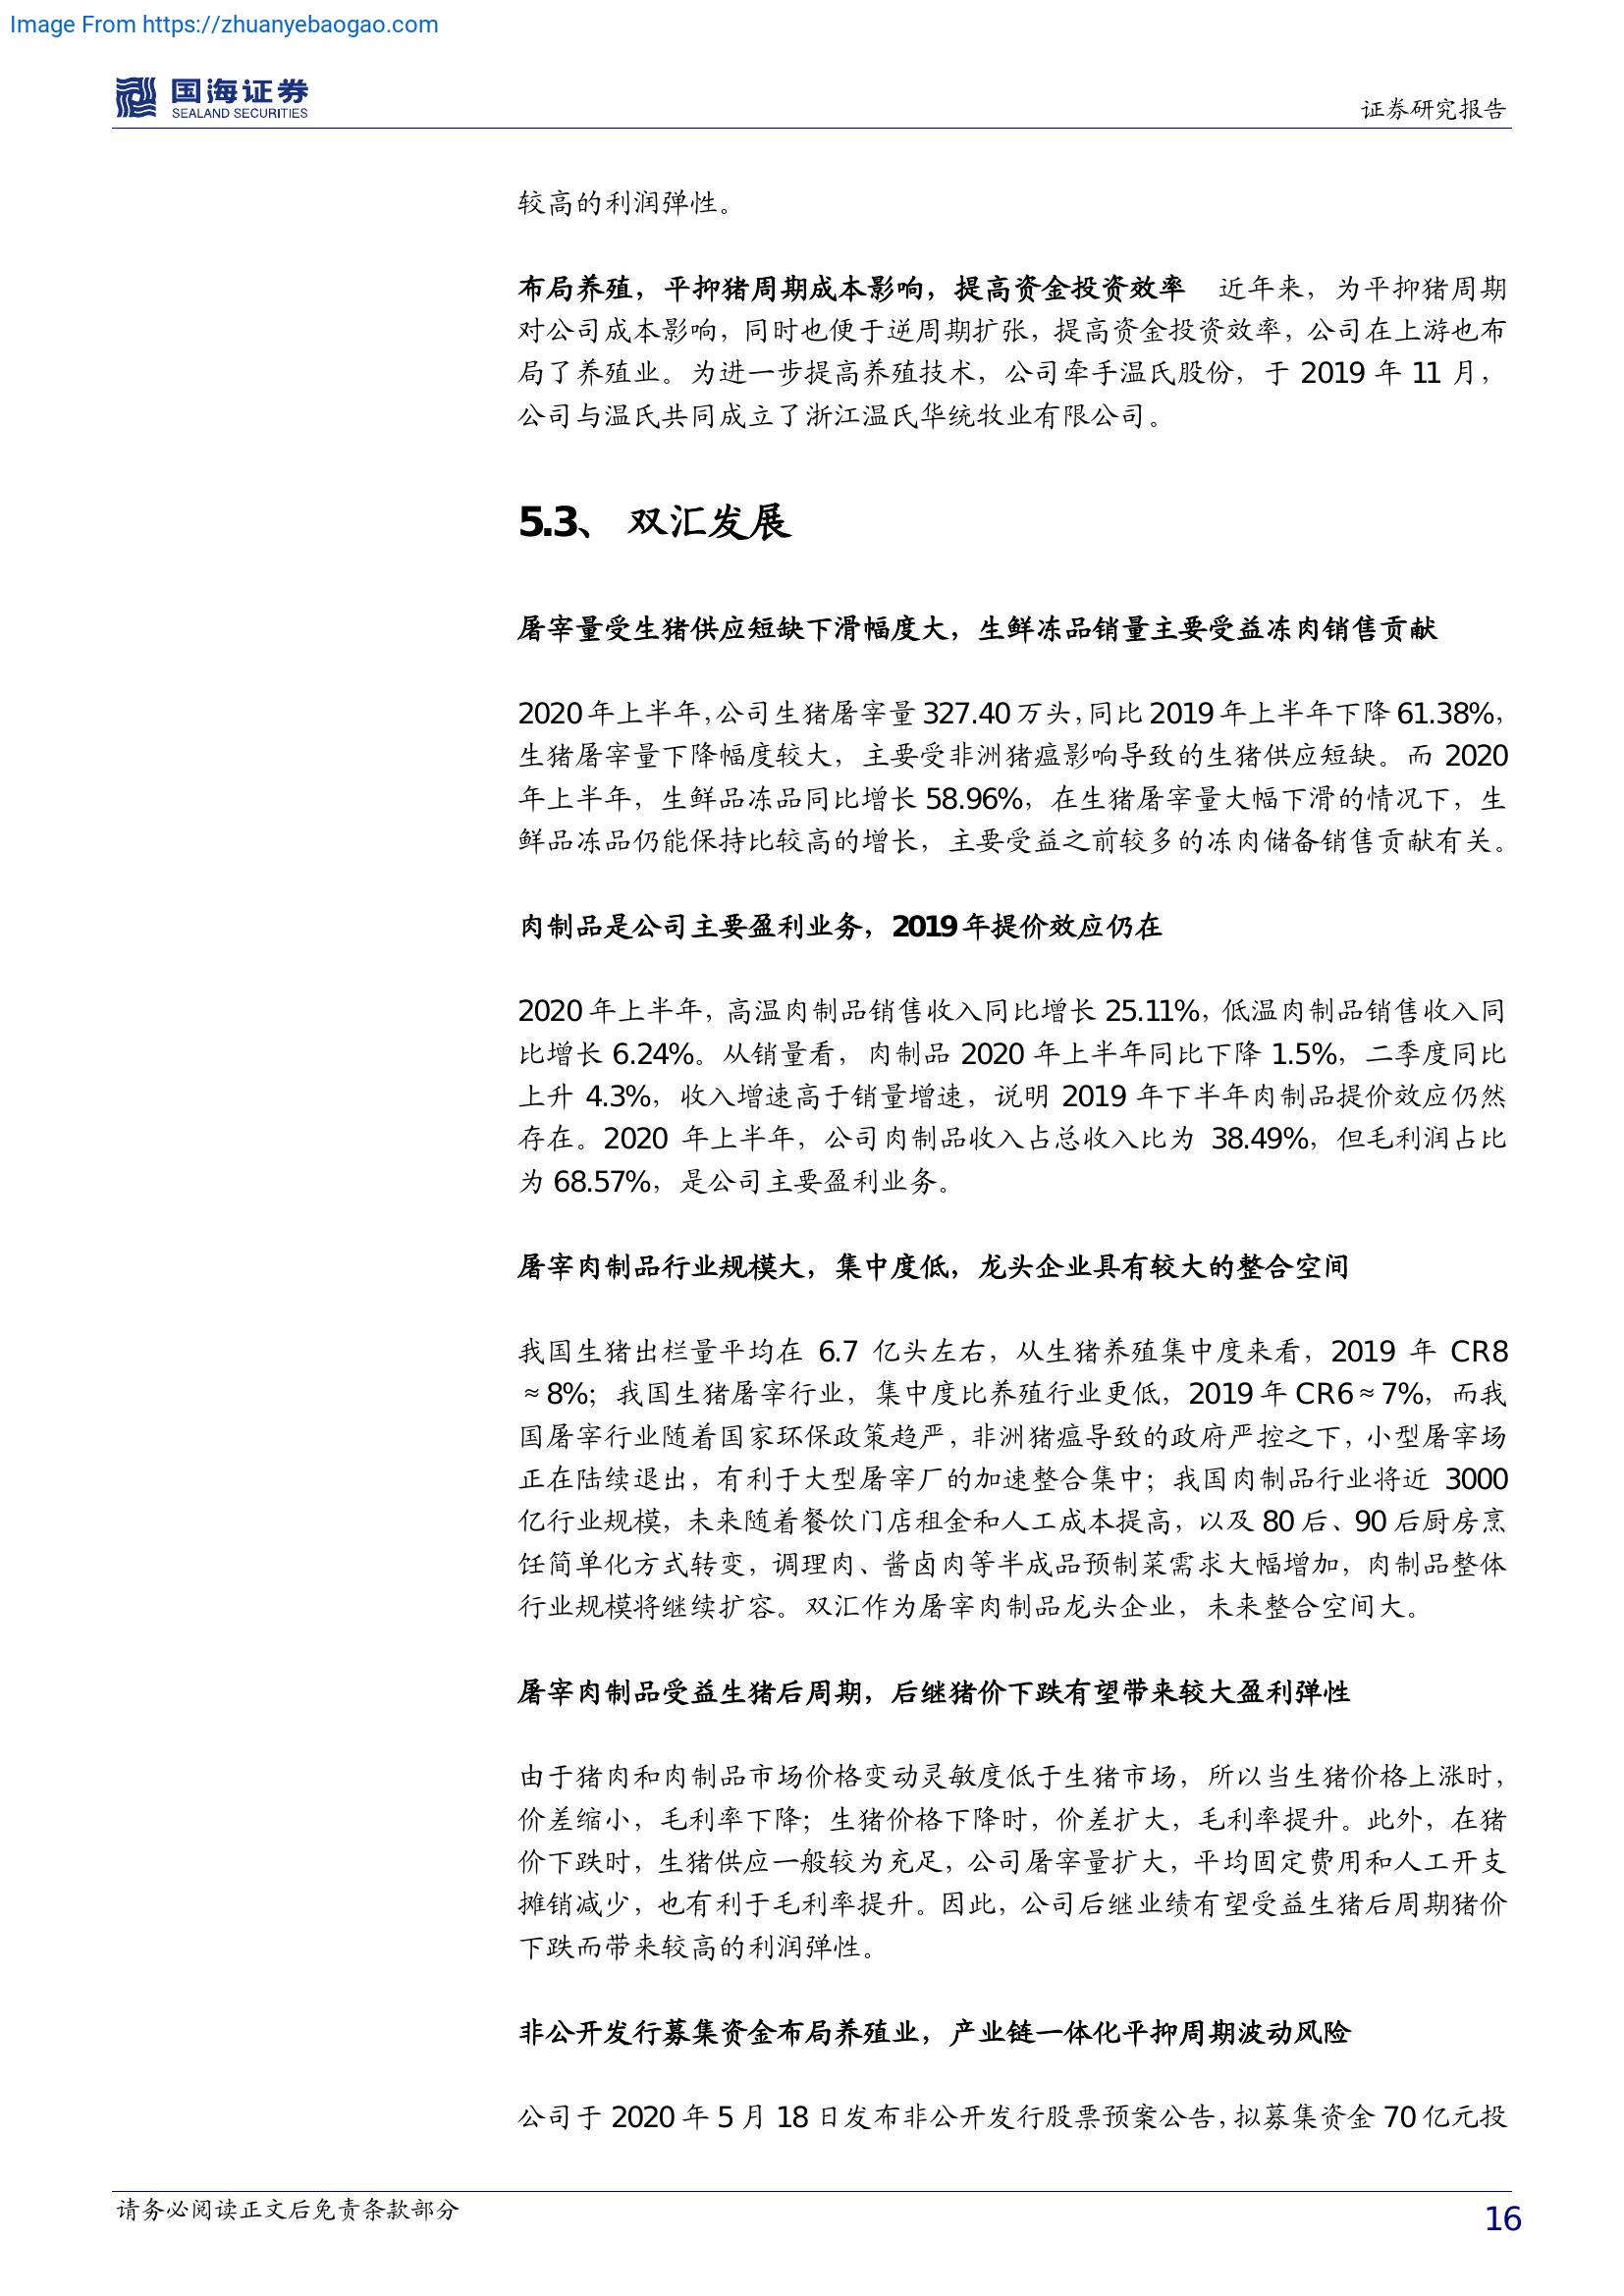 Image From https://zhuanyebaogao.com
国海证券
SEALAND SECURITIES
证券研究报告
较高的利润弹性。
布局养殖，平抑猪周期成本影响，提高资金投资效率 近年来，为平抑猪周期
对公司成本影响，同时也便于逆周期扩张，提高资金投资效率，公司在上游也布
局了养殖业。为进一步提高养殖技术，公司牵手温氏股份，于 2019 年 11 月，
公司与温氏共同成立了浙江温氏华统牧业有限公司。
5.3、 双汇发展
屠宰量受生猪供应短缺下滑幅度大，生鲜冻品销量主要受益冻肉销售贡献
2020 年上半年，公司生猪屠宰量 327.40 万头，同比 2019 年上半年下降 61.38%，
生猪屠宰量下降幅度较大，主要受非洲猪瘟影响导致的生猪供应短缺。而 2020
年上半年，生鲜品冻品同比增长 58.96%，在生猪屠宰量大幅下滑的情况下，生
鲜品冻品仍能保持比较高的增长，主要受益之前较多的冻肉储备销售贡献有关。
肉制品是公司主要盈利业务，2019 年提价效应仍在
2020 年上半年，高温肉制品销售收入同比增长 25.11%，低温肉制品销售收入同
比增长 6.24%。从销量看，肉制品 2020 年上半年同比下降 1.5%，二季度同比
上升 4.3%，收入增速高于销量增速，说明 2019 年下半年肉制品提价效应仍然
存在。2020 年上半年，公司肉制品收入占总收入比为 38.49%，但毛利润占比
为 68.57%，是公司主要盈利业务。
屠宰肉制品行业规模大，集中度低，龙头企业具有较大的整合空间
我国生猪出栏量平均在 6.7 亿头左右，从生猪养殖集中度来看，2019 年 CR8
≈8%；我国生猪屠宰行业，集中度比养殖行业更低，2019 年 CR6≈7%，而我
国屠宰行业随着国家环保政策趋严，非洲猪瘟导致的政府严控之下，小型屠宰场
正在陆续退出，有利于大型屠宰厂的加速整合集中；我国肉制品行业将近 3000
亿行业规模，未来随着餐饮门店租金和人工成本提高，以及 80 后、90 后厨房烹
饪简单化方式转变，调理肉、酱卤肉等半成品预制菜需求大幅增加，肉制品整体
行业规模将继续扩容。双汇作为屠宰肉制品龙头企业，未来整合空间大。
屠宰肉制品受益生猪后周期，后继猪价下跌有望带来较大盈利弹性
由于猪肉和肉制品市场价格变动灵敏度低于生猪市场，所以当生猪价格上涨时，
价差缩小，毛利率下降；生猪价格下降时，价差扩大，毛利率提升。此外，在猪
价下跌时，生猪供应一般较为充足，公司屠宰量扩大，平均固定费用和人工开支
摊销减少，也有利于毛利率提升。因此，公司后继业绩有望受益生猪后周期猪价
下跌而带来较高的利润弹性。
非公开发行募集资金布局养殖业，产业链一体化平抑周期波动风险
公司于 2020 年 5 月 18 日发布非公开发行股票预案公告，拟募集资金 70 亿元投
请务必阅读正文后免责条款部分
16